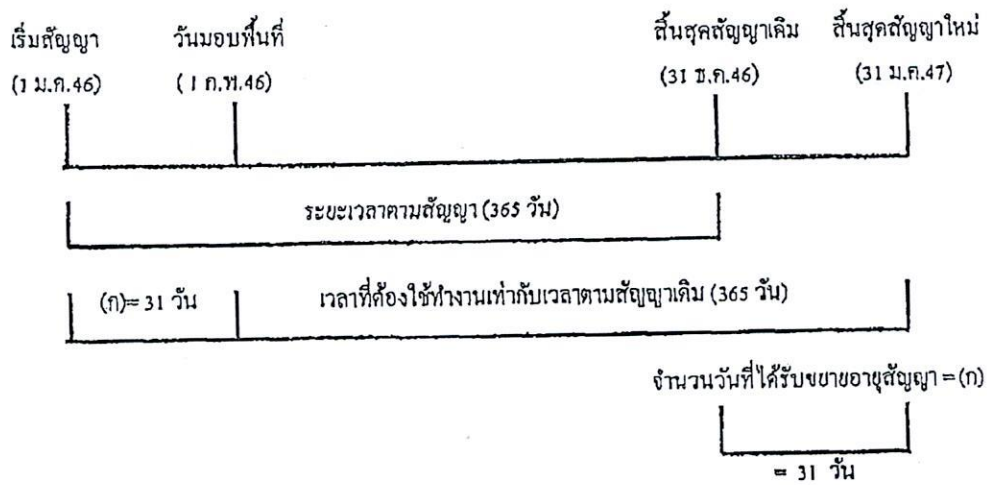 เริ่มสัญญา วันมอบพื้นที่ สิ้นสุดสัญญาเดิม สิ้นสุดสัญญาใหม่
(1 ม.ค.46) (1 ก.พ.46) (31 ธ.ค.46) (31 ม.ค.47)
ระยะเวลาตามสัญญา (365 วัน)
(ก)= 31 วัน เวลาที่ต้องใช้ทำงานเท่ากับเวลาตามสัญญาเดิม (365 วัน)
จำนวนวันที่ได้รับขยายอายุสัญญา = (ก)
= 31 วัน